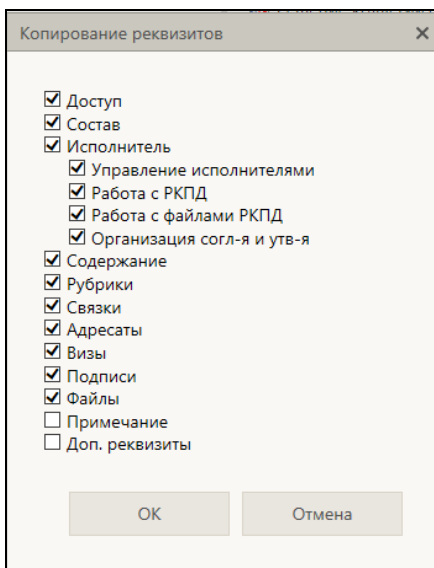 Копирование реквизитов
Доступ
Состав
Исполнитель
Управление исполнителями
Работа с РКПД
Работа с файлами РКПД
Организация согл-я и утв-я
Содержание
Рубрики
Связки
Адресаты
Визы
Подписи
Файлы
Примечание
Доп. реквизиты
ОК Отмена